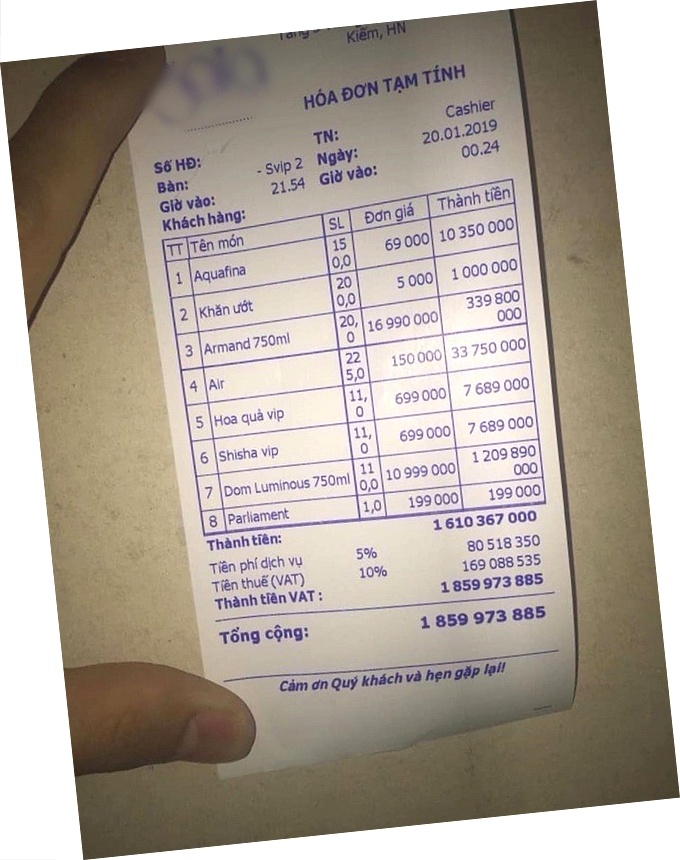 Kiếm, HN
HÓA ĐƠN TẠM TÍNH
Số HĐ: TN: Cashier
Bàn: - Svip 2 Ngày: 20.01.2019
Giờ vào: 21.54 Giờ vào: 00.24
Khách hàng:
TT Tên món SL Đơn giá Thành tiền
1 Aquafina 15 0,0 69 000 10 350 000
2 Khăn ướt 20 0,0 5 000 1 000 000
3 Armand 750ml 20, 0 16 990 000 339 800 000
4 Air 22 5,0 150 000 33 750 000
5 Hoa quả vip 11, 0 699 000 7 689 000
6 Shisha vip 11, 0 699 000 7 689 000
7 Dom Luminous 750ml 11 0,0 10 999 000 1 209 890 000
8 Parliament 1,0 199 000 199 000
Thành tiền: 1 610 367 000
Tiền phí dịch vụ 5% 80 518 350
Tiền thuế (VAT) 10% 169 088 535
Thành tiền VAT : 1 859 973 885
Tổng cộng: 1 859 973 885
Cảm ơn Quý khách và hẹn gặp lại!